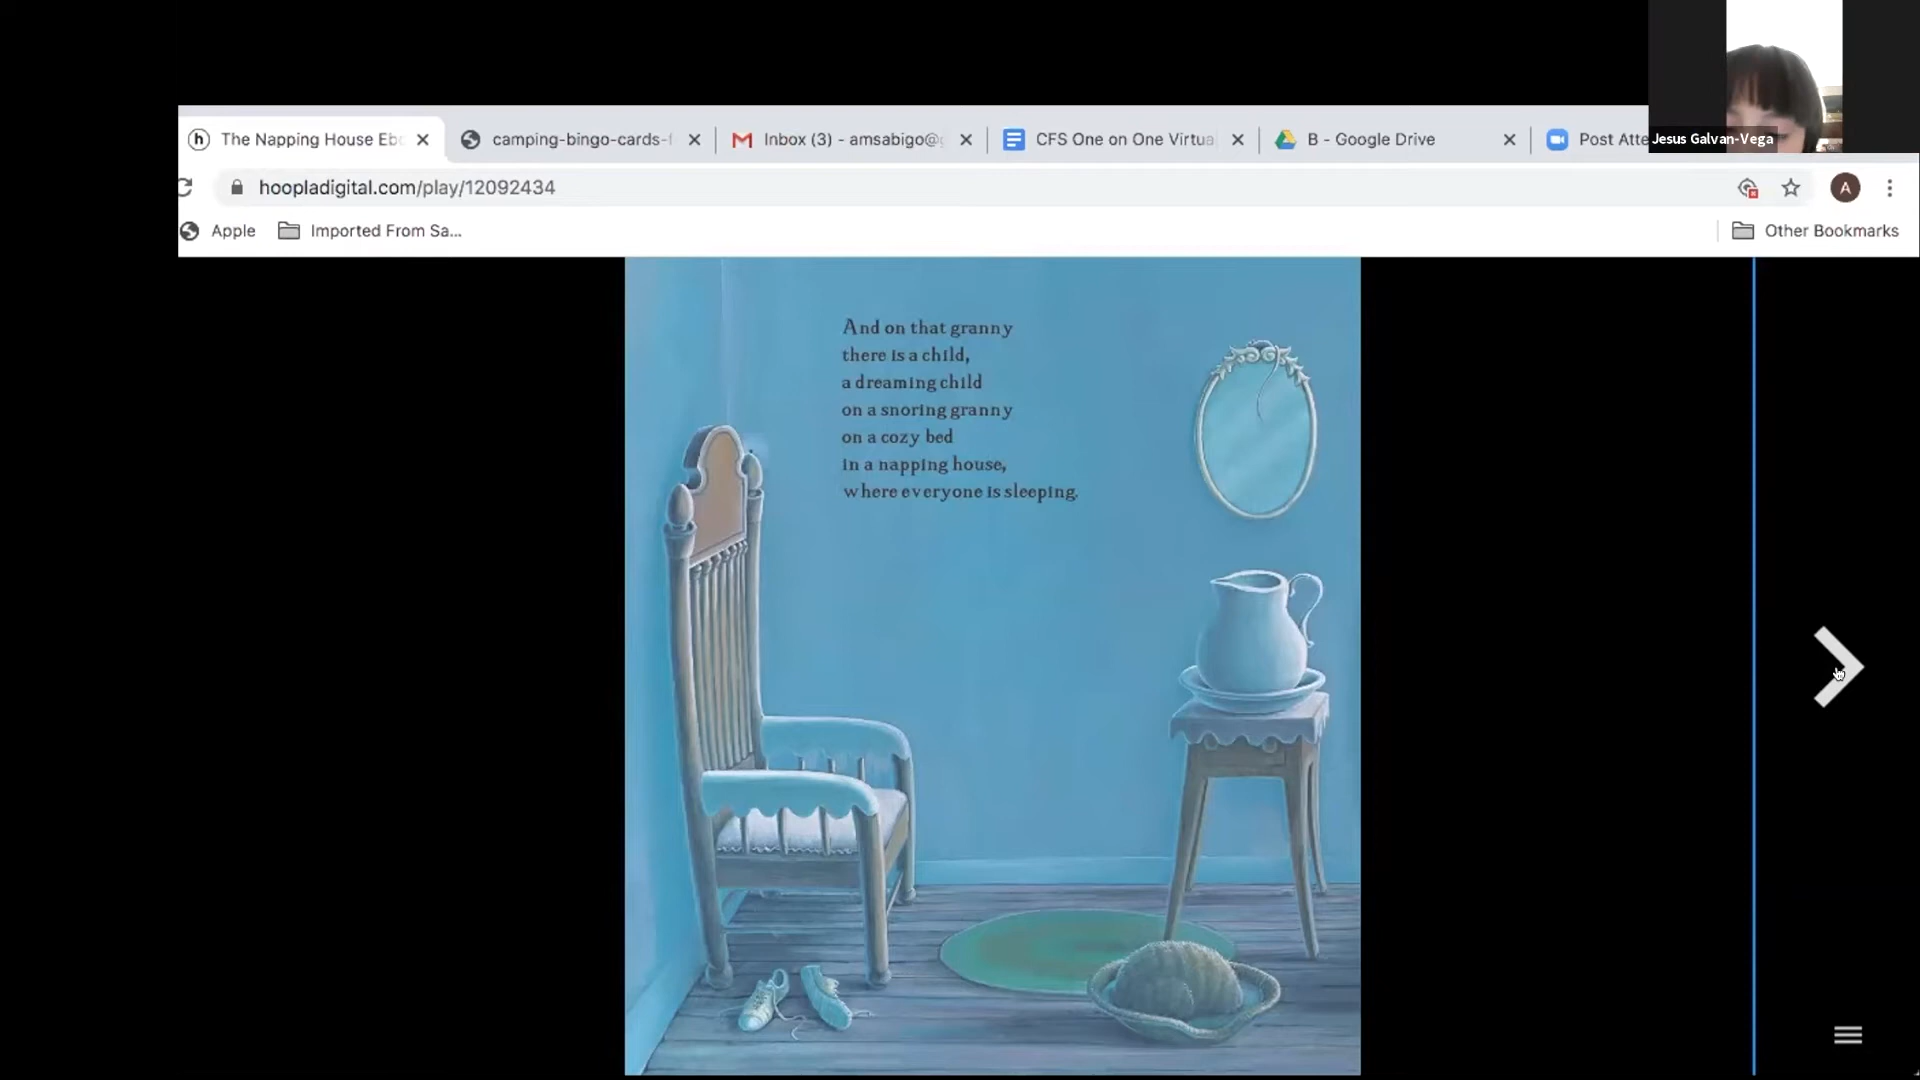 Jesus Galvan-Vega
The Napping House Ebo
camping-bingo-cards-f
Inbox (3) - amsabigo@g
CFS One on One Virtua
B - Google Drive
Post Atte
hoopladigital.com/play/12092434
A
Apple
Imported From Sa...
Other Bookmarks
And on that granny
there is a child,
a dreaming child
on a snoring granny
on a cozy bed
in a napping house,
where everyone is sleeping.